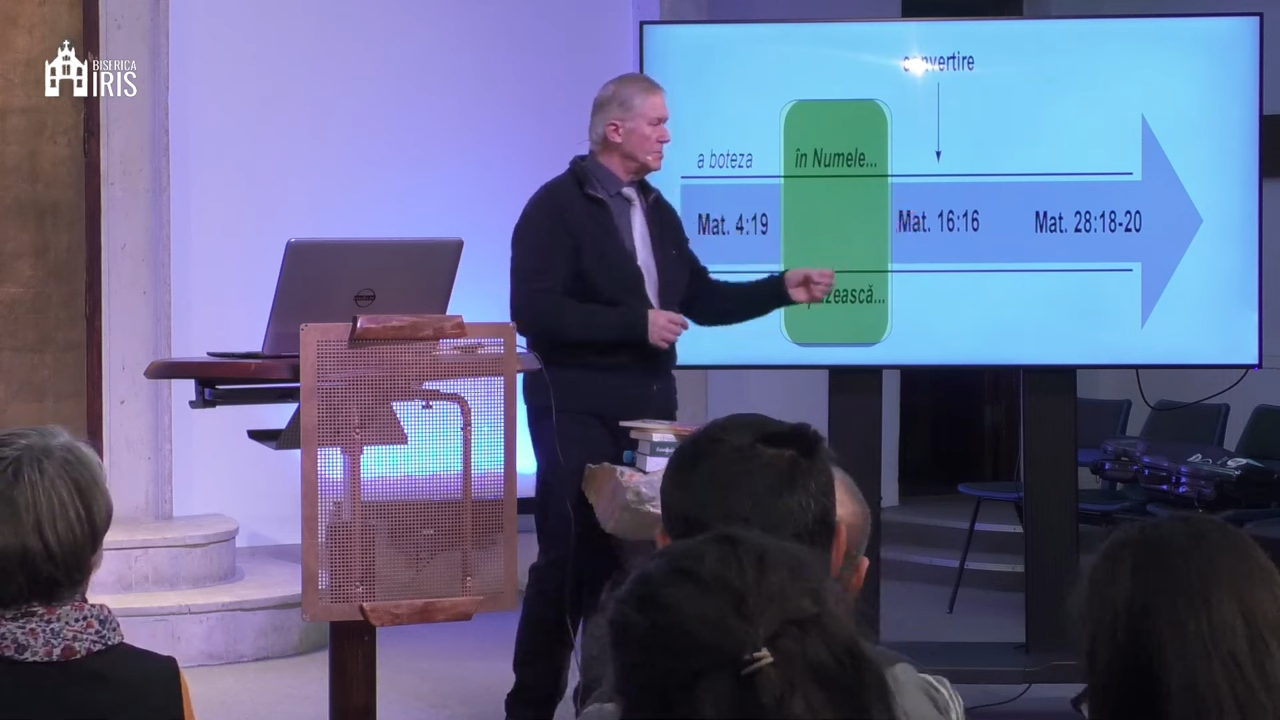 BISERICA
IRIS
convertire
a boteza
în Numele...
Mat. 4:19
Mat. 16:16
Mat. 28:18-20